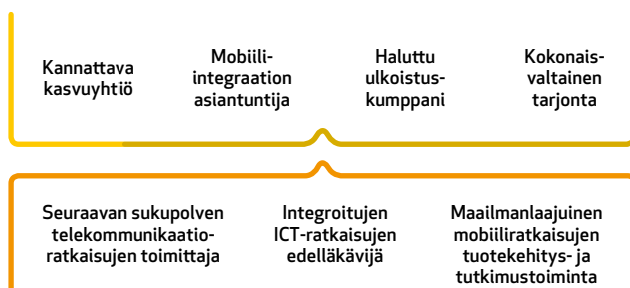 Kannattava
kasvuyhtiö
Mobiili-
integraation
asiantuntija
Haluttu
ulkoistus-
kumppani
Kokonais-
valtainen
tarjonta
Seuraavan sukupolven
telekommunikaatio-
ratkaisujen toimittaja
Integroitujen
ICT-ratkaisujen
edelläkävijä
Maailmanlaajuinen
mobiiliratkaisujen
tuotekehitys- ja
tutkimustoiminta